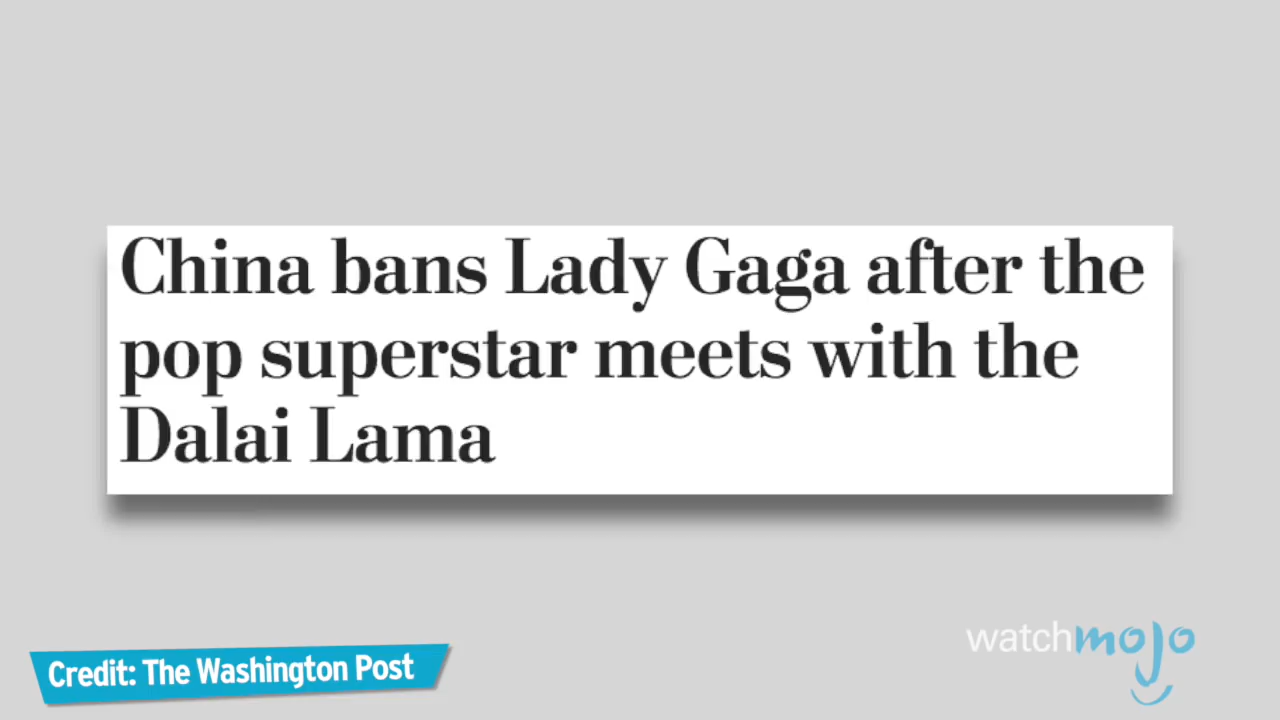 China bans Lady Gaga after the
pop superstar meets with the
Dalai Lama
Credit: The Washington Post
watchmojo